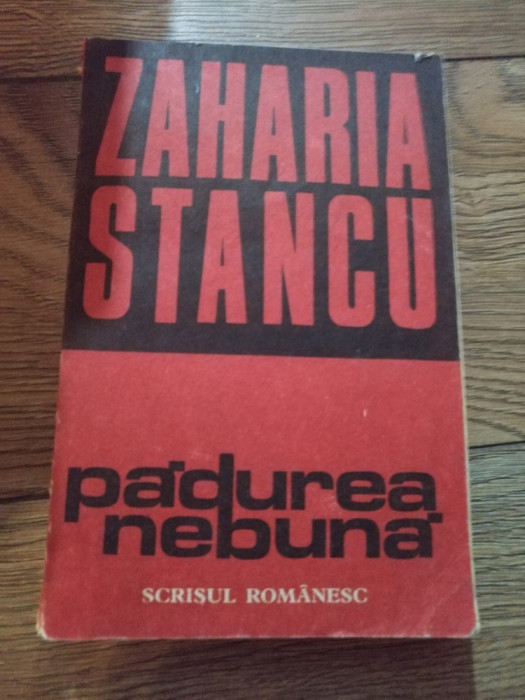 ZAHARIA
STANCU
pădurea
nebună
SCRISUL ROMÂNESC